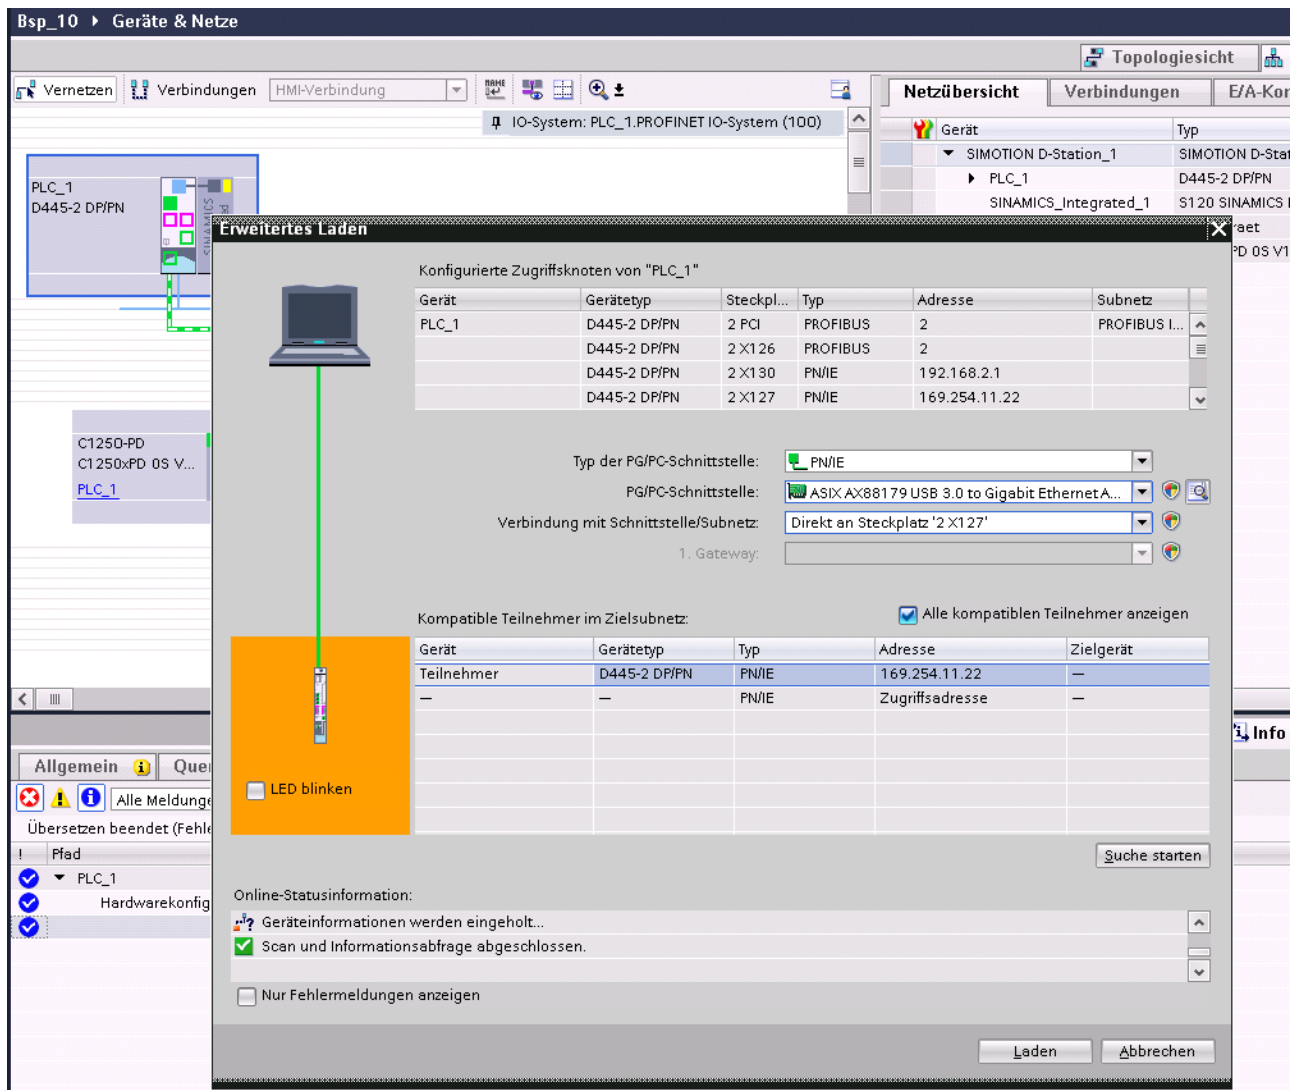 Bsp_10 ▸ Geräte & Netze
Topologiesicht
Vernetzen Verbindungen HMI-Verbindung
Netzübersicht Verbindungen E/A-Kor
IO-System: PLC_1.PROFINET IO-System (100)
Gerät Typ
SIMOTION D-Station_1 SIMOTION D-Stat
PLC_1 D445-2 DP/PN
SINAMICS_Integrated_1 S120 SINAMICS I
PLC_1
D445-2 DP/PN
SINAMICS
Erweitertes Laden
raet
PD 0S V1
Konfigurierte Zugriffsknoten von "PLC_1"
Gerät Gerätetyp Steckpl... Typ Adresse Subnetz
PLC_1 D445-2 DP/PN 2 PCI PROFIBUS 2 PROFIBUS I...
D445-2 DP/PN 2 X126 PROFIBUS 2
D445-2 DP/PN 2 X130 PN/IE 192.168.2.1
D445-2 DP/PN 2 X127 PN/IE 169.254.11.22
C1250-PD
C1250xPD 0S V...
PLC_1
Typ der PG/PC-Schnittstelle: PN/IE
PG/PC-Schnittstelle: ASIX AX88179 USB 3.0 to Gigabit Ethernet A...
Verbindung mit Schnittstelle/Subnetz: Direkt an Steckplatz '2 X127'
1. Gateway:
Kompatible Teilnehmer im Zielsubnetz: Alle kompatiblen Teilnehmer anzeigen
Gerät Gerätetyp Typ Adresse Zielgerät
Teilnehmer D445-2 DP/PN PN/IE 169.254.11.22 —
— — PN/IE Zugriffsadresse —
LED blinken
Info
Allgemein Quer
Alle Meldunge
Übersetzen beendet (Fehle
! Pfad
PLC_1
Hardwarekonfig
Suche starten
Online-Statusinformation:
Geräteinformationen werden eingeholt...
Scan und Informationsabfrage abgeschlossen.
Nur Fehlermeldungen anzeigen
Laden Abbrechen